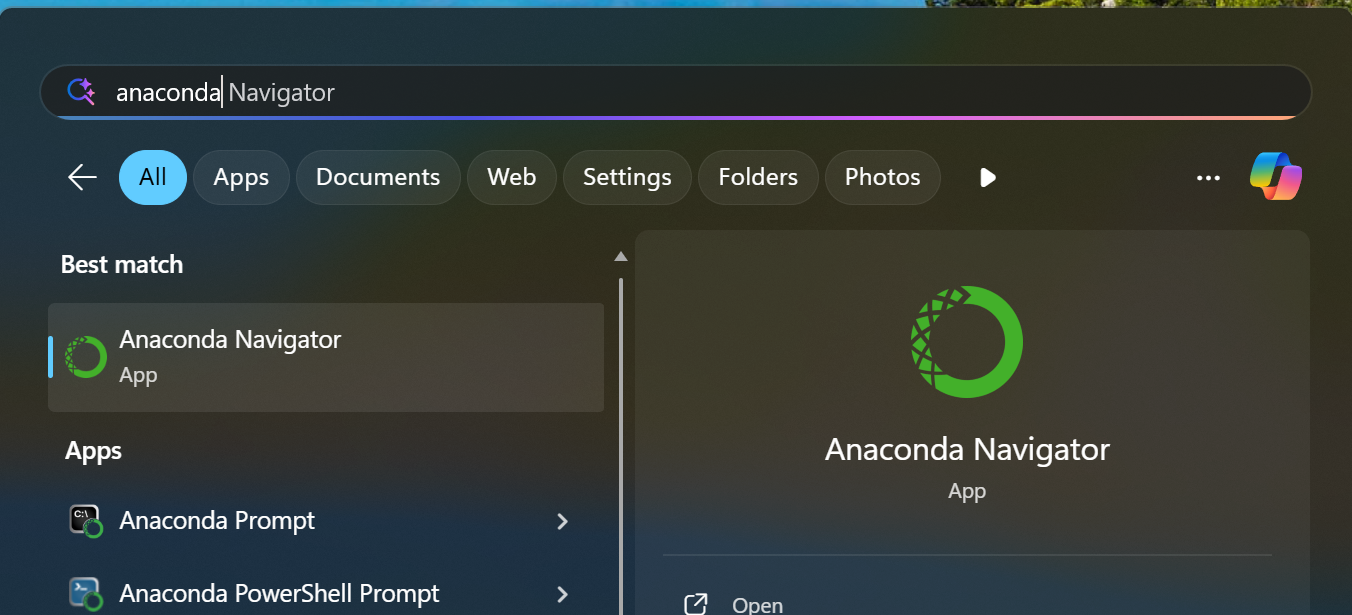 anaconda Navigator
All Apps Documents Web Settings Folders Photos
Best match
Anaconda Navigator
App
Apps
C:\
Anaconda Prompt
Anaconda PowerShell Prompt
Anaconda Navigator
App
Open